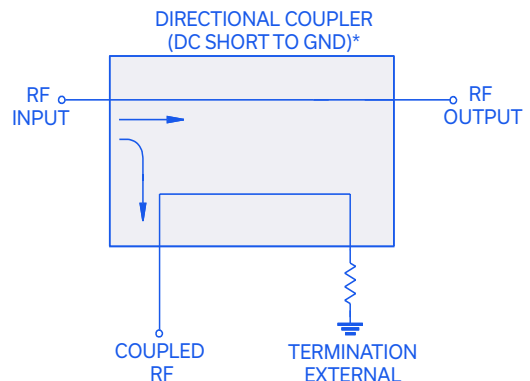 DIRECTIONAL COUPLER
(DC SHORT TO GND)*
RF
INPUT
RF
OUTPUT
COUPLED
RF
TERMINATION
EXTERNAL